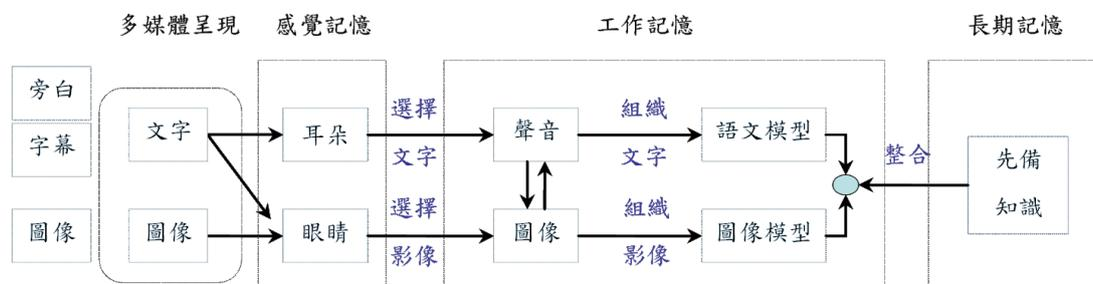 多媒體呈現
感覺記憶
工作記憶
長期記憶
旁白
字幕
圖像
文字
圖像
耳朵
眼睛
選擇
文字
選擇
影像
聲音
圖像
組織
文字
組織
影像
語文模型
圖像模型
整合
先備
知識